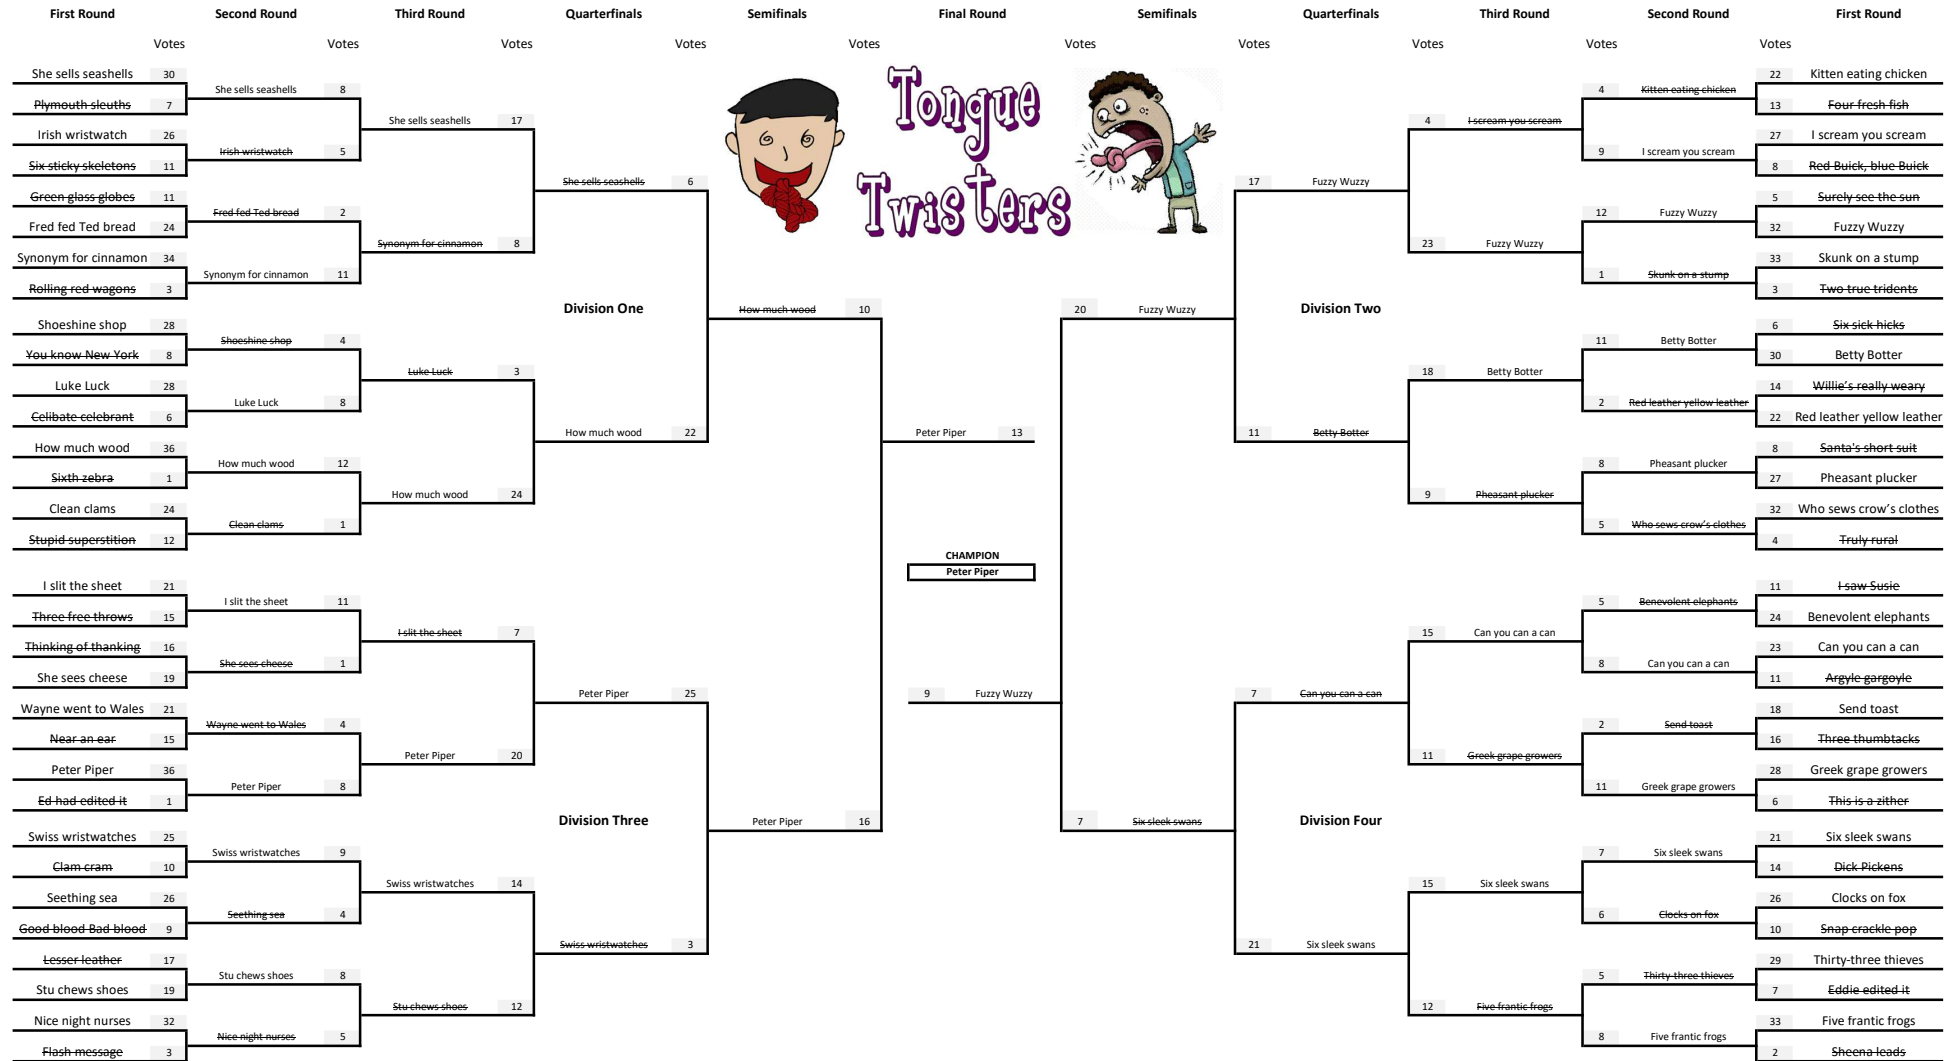 First Round Second Round Third Round Quarterfinals Semifinals Final Round Semifinals Quarterfinals Third Round Second Round First Round
Votes Votes Votes Votes Votes Votes Votes Votes Votes Votes
Tongue
Twisters
She sells seashells 30
Plymouth sleuths 7
Irish wristwatch 26
Six sticky skeletons 11
Green glass globes 11
Fred fed Ted bread 24
Synonym for cinnamon 34
Rolling red wagons 3
Shoeshine shop 28
You know New York 8
Luke Luck 28
Celibate celebrant 6
How much wood 36
Sixth zebra 1
Clean clams 24
Stupid superstition 12
I slit the sheet 21
Three free throws 15
Thinking of thanking 16
She sees cheese 19
Wayne went to Wales 21
Near an ear 15
Peter Piper 36
Ed had edited it 1
Swiss wristwatches 25
Clam cram 10
Seething sea 26
Good blood Bad blood 9
Lesser leather 17
Stu chews shoes 19
Nice night nurses 32
Flash message 3
She sells seashells 8
Irish wristwatch 5
Fred fed Ted bread 2
Synonym for cinnamon 11
Shoeshine shop 4
Luke Luck 8
How much wood 12
Clean clams 1
I slit the sheet 11
She sees cheese 1
Wayne went to Wales 4
Peter Piper 8
Swiss wristwatches 9
Seething sea 4
Stu chews shoes 8
Nice night nurses 5
She sells seashells 17
Synonym for cinnamon 8
Luke Luck 3
How much wood 24
I slit the sheet 7
Peter Piper 20
Swiss wristwatches 14
Stu chews shoes 12
She sells seashells 6
Division One
How much wood 22
Peter Piper 25
Division Three
Swiss wristwatches 3
How much wood 10
Peter Piper 16
Peter Piper 13
CHAMPION
Peter Piper
9 Fuzzy Wuzzy
20 Fuzzy Wuzzy
7 Six sleek swans
17 Fuzzy Wuzzy
Division Two
11 Betty Botter
7 Can you can a can
Division Four
21 Six sleek swans
4 I scream you scream
23 Fuzzy Wuzzy
18 Betty Botter
9 Pheasant plucker
15 Can you can a can
11 Greek grape growers
15 Six sleek swans
12 Five frantic frogs
4 Kitten eating chicken
9 I scream you scream
12 Fuzzy Wuzzy
1 Skunk on a stump
11 Betty Botter
2 Red leather yellow leather
8 Pheasant plucker
5 Who sews crow’s clothes
5 Benevolent elephants
8 Can you can a can
2 Send toast
11 Greek grape growers
7 Six sleek swans
6 Clocks on fox
5 Thirty-three thieves
8 Five frantic frogs
22 Kitten eating chicken
13 Four fresh fish
27 I scream you scream
8 Red Buick, blue Buick
5 Surely see the sun
32 Fuzzy Wuzzy
33 Skunk on a stump
3 Two true tridents
6 Six sick hicks
30 Betty Botter
14 Willie's really weary
22 Red leather yellow leather
8 Santa's short suit
27 Pheasant plucker
32 Who sews crow’s clothes
4 Truly rural
11 I saw Susie
24 Benevolent elephants
23 Can you can a can
11 Argyle gargoyle
18 Send toast
16 Three thumbtacks
28 Greek grape growers
6 This is a zither
21 Six sleek swans
14 Dick Pickens
26 Clocks on fox
10 Snap crackle pop
29 Thirty-three thieves
7 Eddie edited it
33 Five frantic frogs
2 Sheena leads